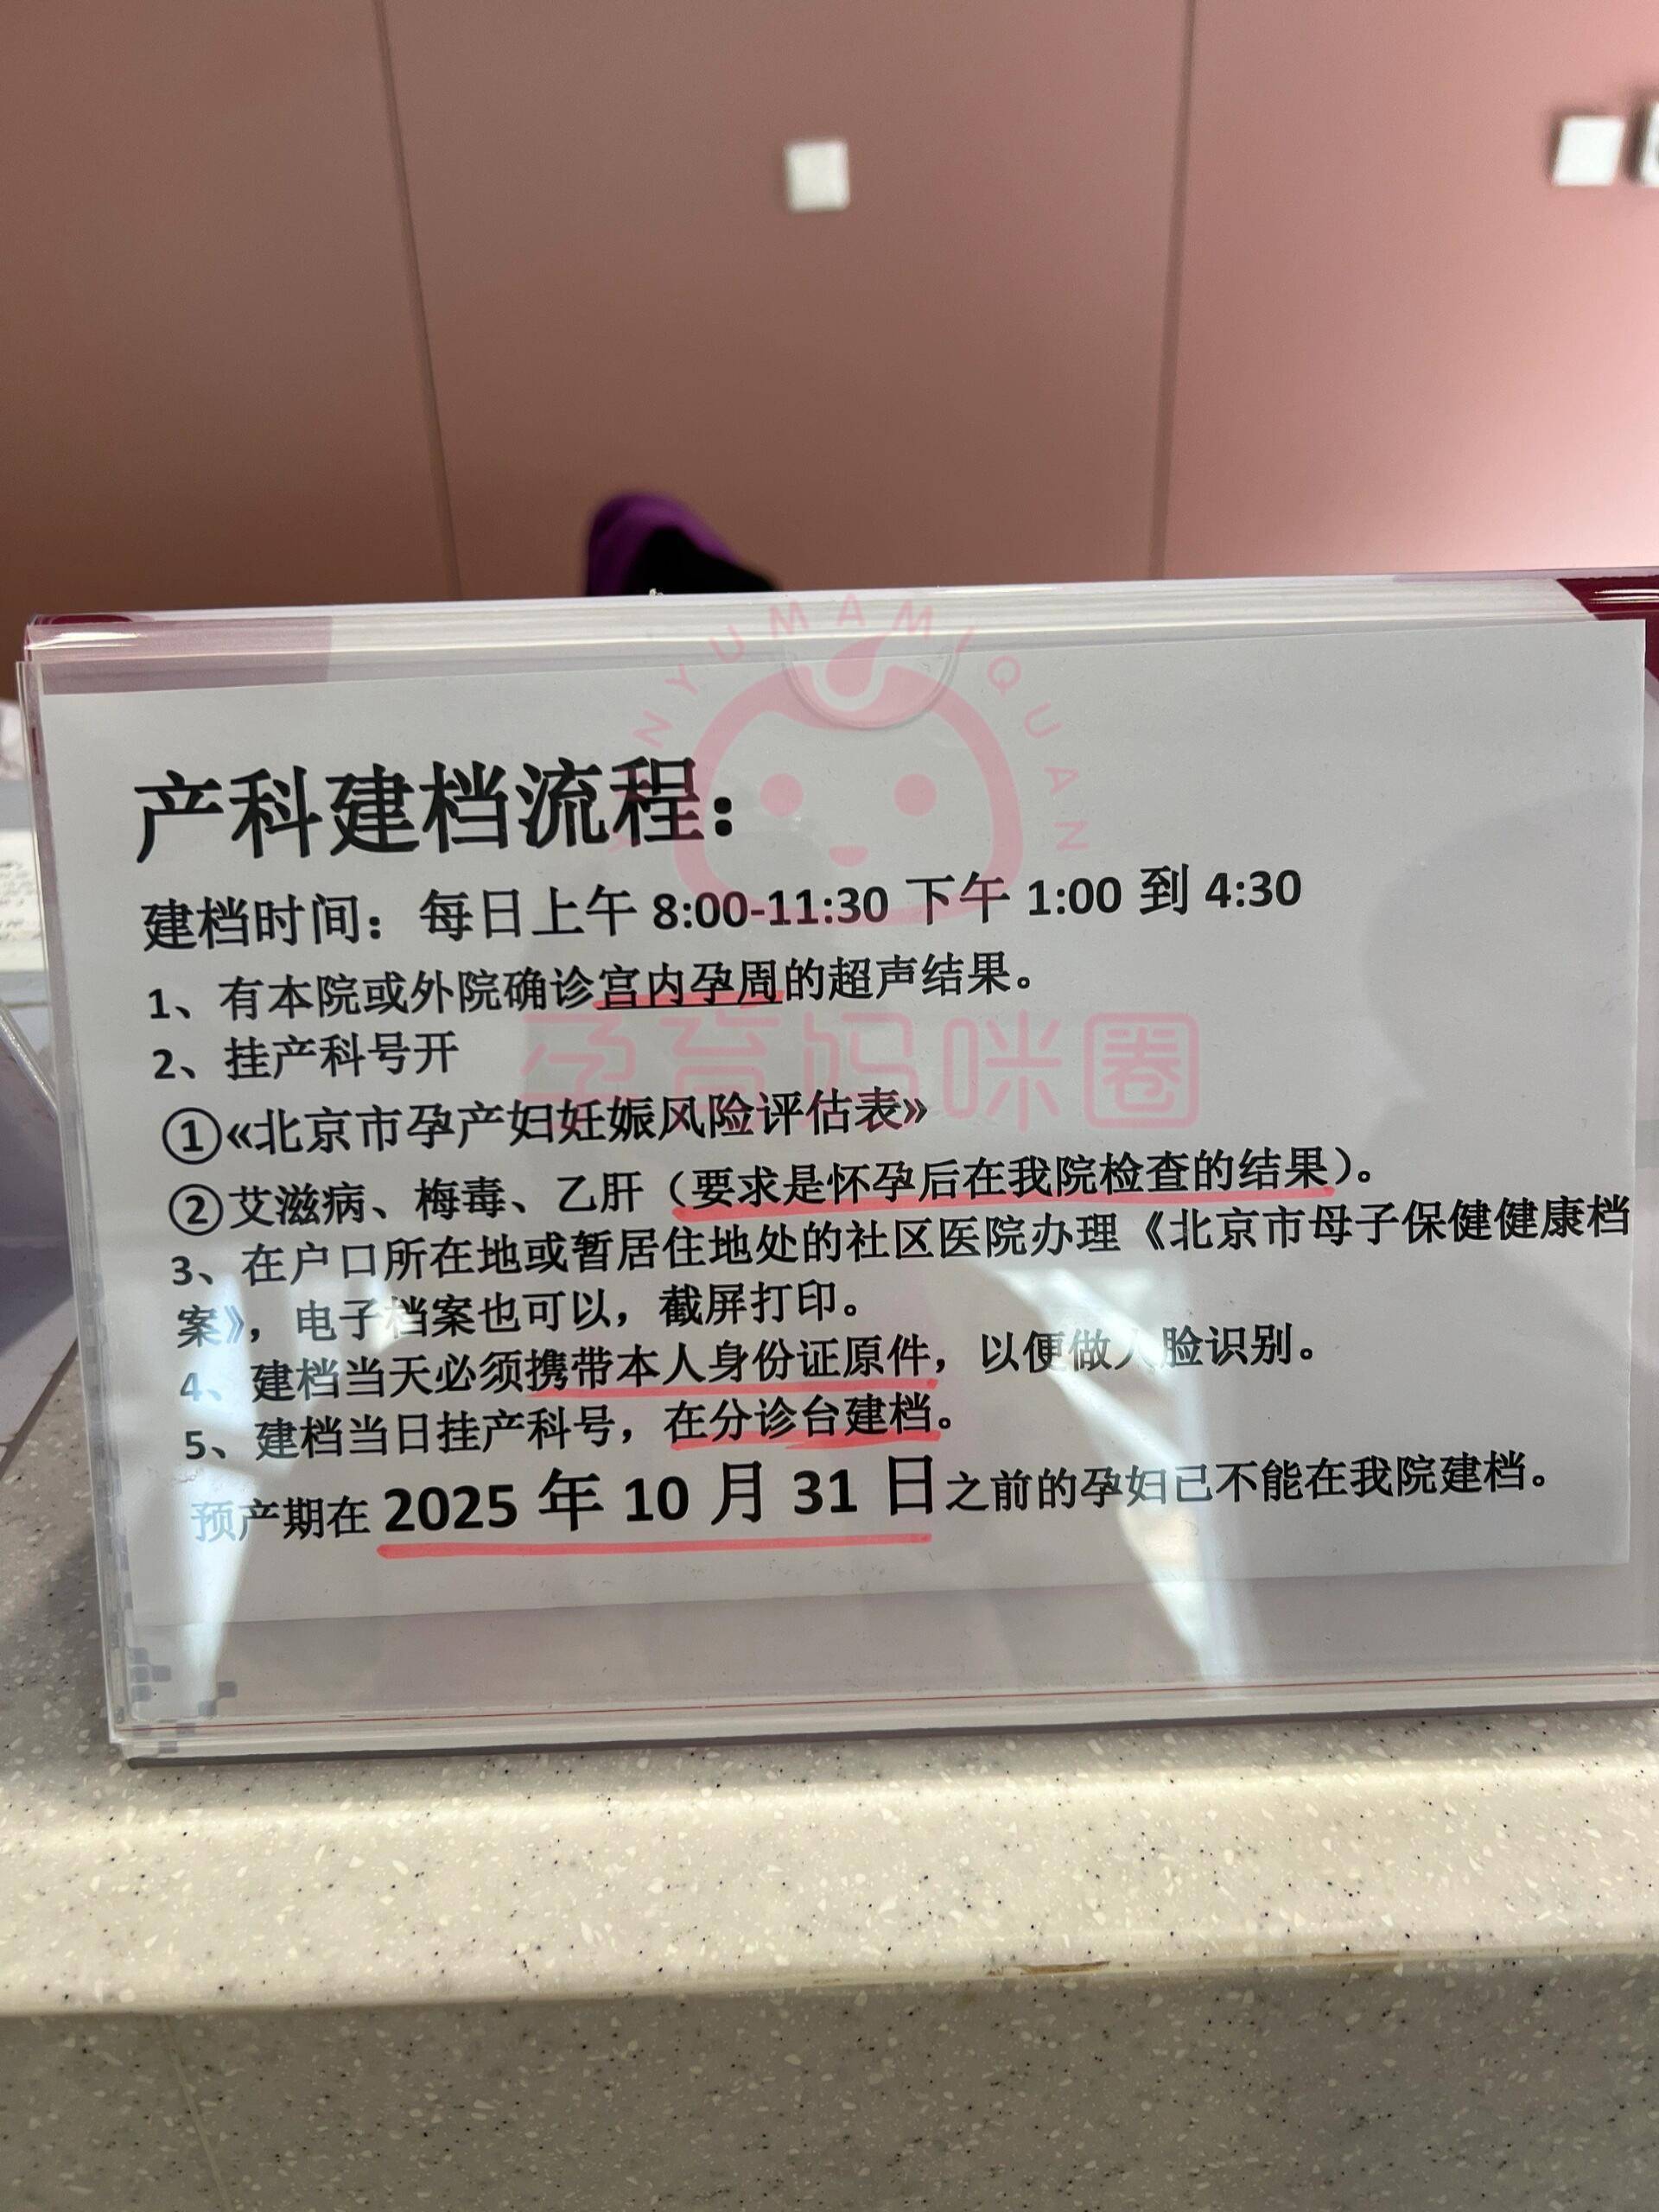 YUNYUMAMIQUAN
产科建档流程：
建档时间：每日上午 8:00-11:30 下午 1:00 到 4:30
1、有本院或外院确诊宫内孕周的超声结果。
孕育妈咪圈
2、挂产科号开
①《北京市孕产妇妊娠风险评估表》
②艾滋病、梅毒、乙肝（要求是怀孕后在我院检查的结果）。
3、在户口所在地或暂居住地处的社区医院办理《北京市母子保健健康档
案》，电子档案也可以，截屏打印。
4、建档当天必须携带本人身份证原件，以便做人脸识别。
5、建档当日挂产科号，在分诊台建档。
预产期在 2025 年 10 月 31 日之前的孕妇已不能在我院建档。